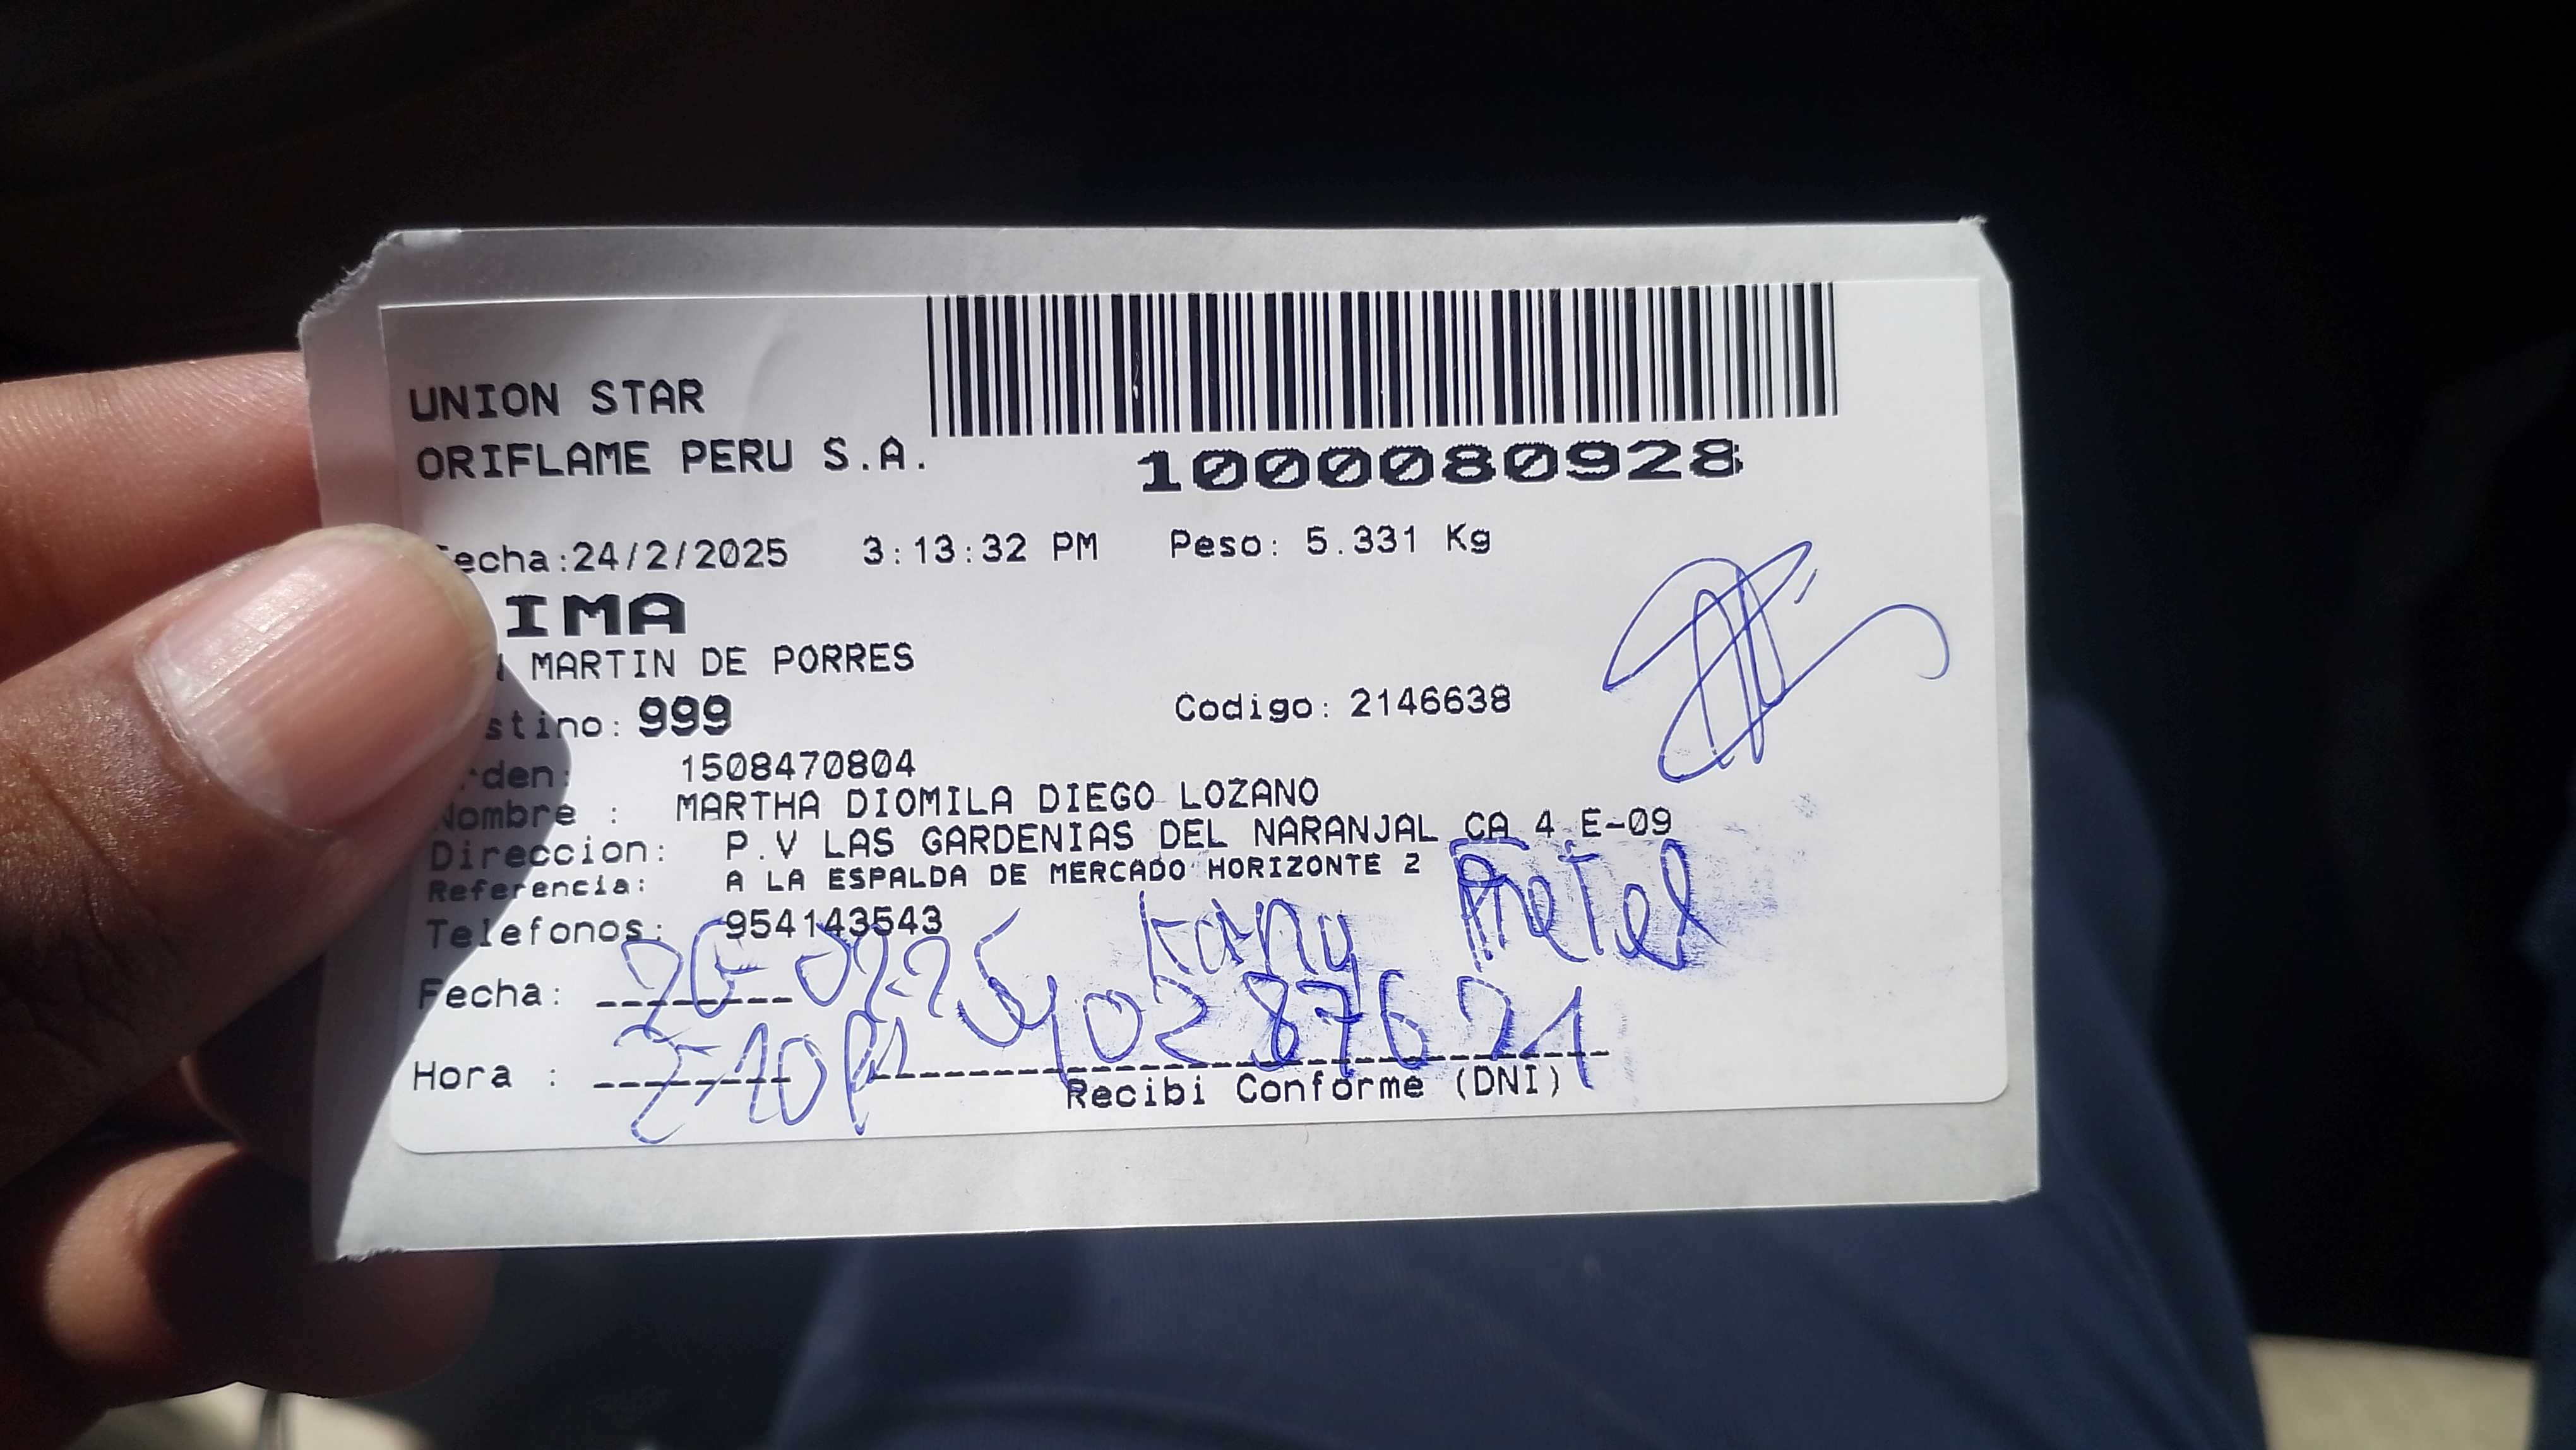 UNION STAR
ORIFLAME PERU S.A.
1000080928
echa:24/2/2025 3:13:32 PM Peso: 5.331 Kg
IMA
MARTIN DE PORRES
stino: 999 Codigo: 2146638
rden: 1508470804
Nombre : MARTHA DIOMILA DIEGO LOZANO
Direccion: P.V LAS GARDENIAS DEL NARANJAL CA 4 E-09
Referencia: A LA ESPALDA DE MERCADO HORIZONTE 2
Telefonos: 954143543
Fecha:
Hora :
Recibi Conforme (DNI)